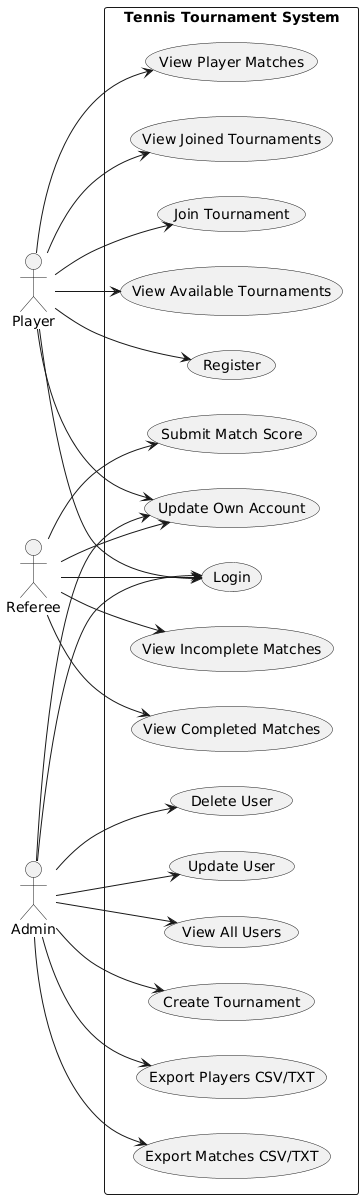 Tennis Tournament System
View Player Matches
View Joined Tournaments
Join Tournament
View Available Tournaments
Player
Register
Submit Match Score
Update Own Account
Login
Referee
View Incomplete Matches
View Completed Matches
Delete User
Update User
Admin
View All Users
Create Tournament
Export Players CSV/TXT
Export Matches CSV/TXT